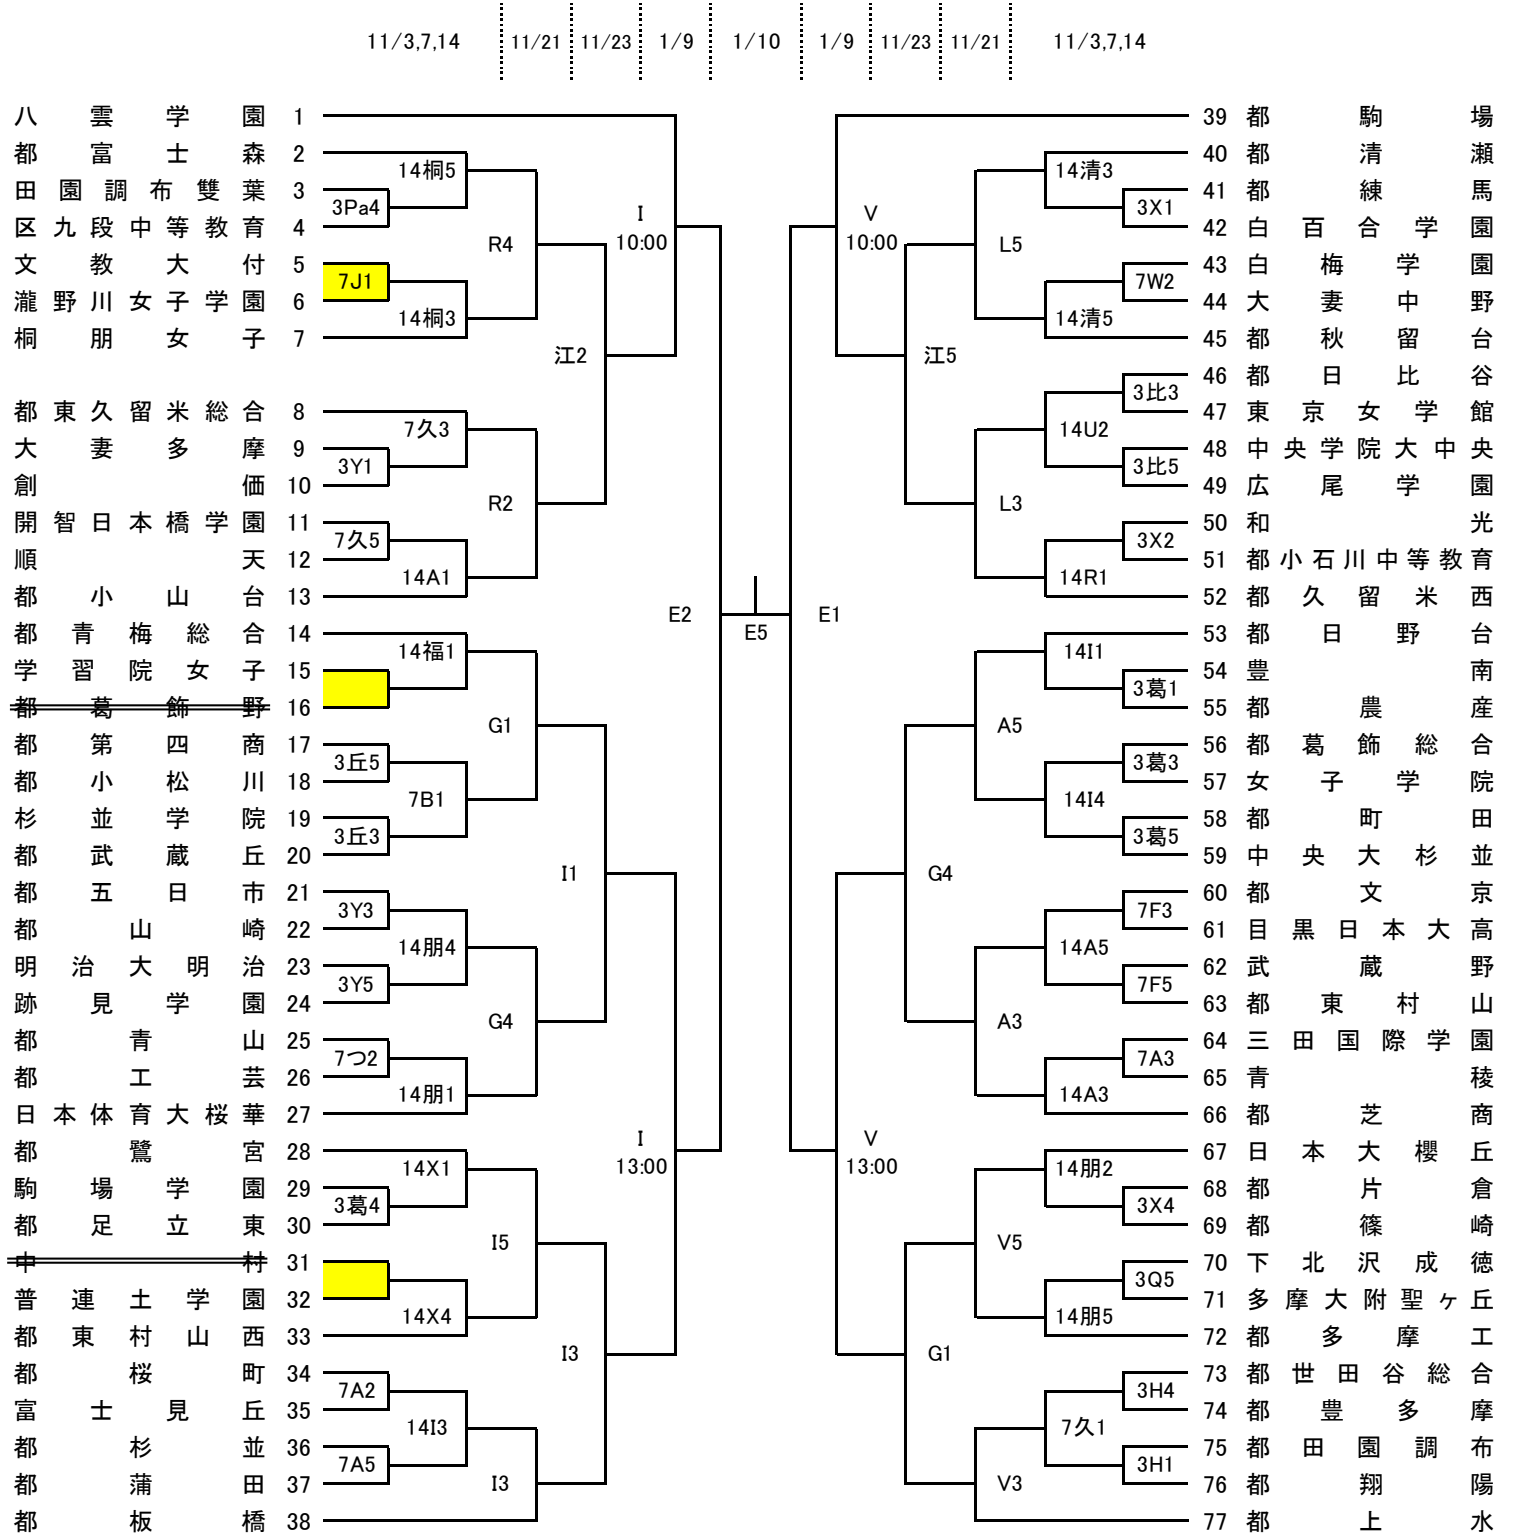 11/3,7,14 11/21 11/23 1/9 1/10 1/9 11/23 11/21 11/3,7,14
八雲学園 1 39 都駒場
都富士森 2 40 都清瀬
14桐5 14清3
田園調布雙葉 3 41 都練馬
3Pa4 I V 3X1
区九段中等教育 4 42 白百合学園
R4 10:00 10:00 L5
文教大付 5 43 白梅学園
7J1 7W2
瀧野川女子学園 6 44 大妻中野
14桐3 14清5
桐朋女子 7 45 都秋留台
江2 江5
46 都日比谷
3比3
都東久留米総合 8 47 東京女学館
7久3 14U2
大妻多摩 9 48 中央学院大中央
3Y1 3比5
創価 10 49 広尾学園
R2 L3
開智日本橋学園 11 50 和光
7久5 3X2
順天 12 51 都小石川中等教育
14A1 14R1
都小山台 13 52 都久留米西
E2 E5 E1
都青梅総合 14 53 都日野台
14福1 14I1
学習院女子 15 54 豊南
3葛1
都葛飾野 16 55 都農産
G1 A5
都第四商 17 56 都葛飾総合
3丘5 3葛3
都小松川 18 57 女子学院
7B1 14I4
杉並学院 19 58 都町田
3丘3 3葛5
都武蔵丘 20 59 中央大杉並
I1 G4
都五日市 21 60 都文京
3Y3 7F3
都山崎 22 61 目黒日本大高
14朋4 14A5
明治大明治 23 62 武蔵野
3Y5 7F5
跡見学園 24 63 都東村山
G4 A3
都青山 25 64 三田国際学園
7つ2 7A3
都工芸 26 65 青稜
14朋1 14A3
日本体育大桜華 27 66 都芝商
I V
都鷺宮 28 67 日本大櫻丘
14X1 13:00 13:00 14朋2
駒場学園 29 68 都片倉
3葛4 3X4
都足立東 30 69 都篠崎
I5 V5
中村 31 70 下北沢成徳
3Q5
普連土学園 32 71 多摩大附聖ヶ丘
14X4 14朋5
都東村山西 33 72 都多摩工
I3 G1
都桜町 34 73 都世田谷総合
7A2 3H4
富士見丘 35 74 都豊多摩
14I3 7久1
都杉並 36 75 都田園調布
7A5 3H1
都蒲田 37 76 都翔陽
I3 V3
都板橋 38 77 都上水